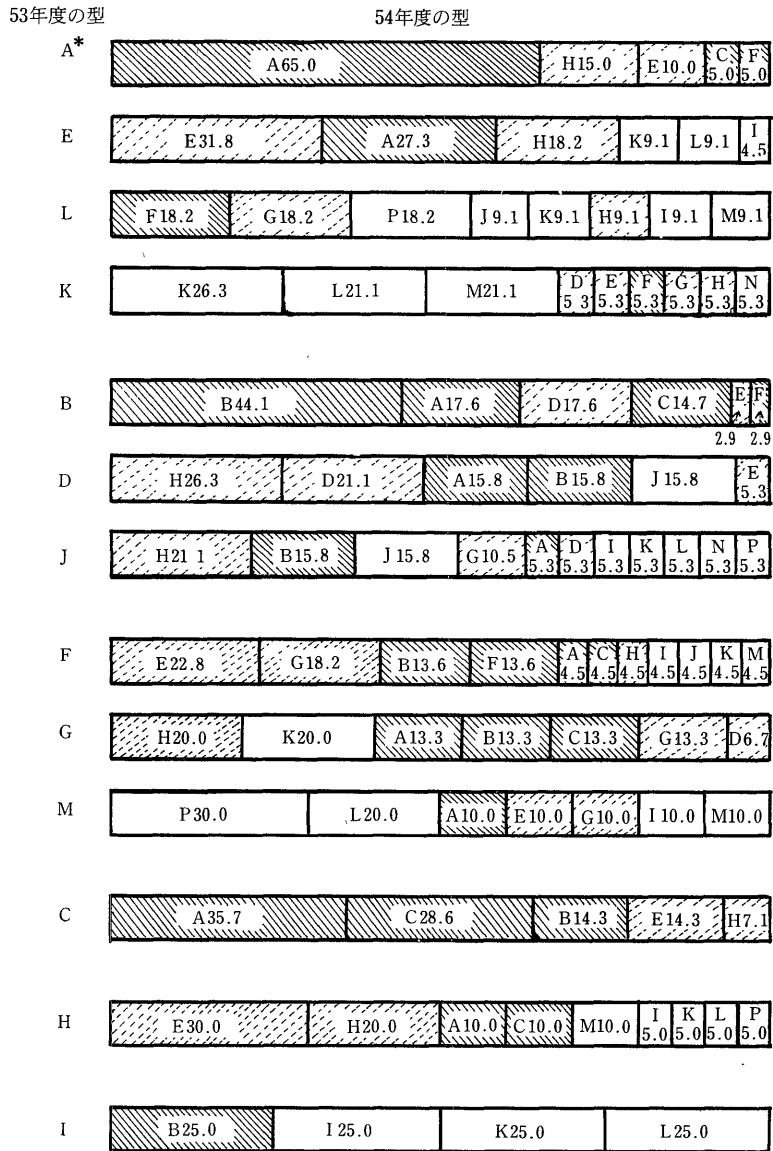 53年度の型 54年度の型
A* A65.0 H15.0 E10.0 C 5.0 F 5.0
E E31.8 A27.3 H18.2 K9.1 L9.1 I 4.5
L F18.2 G18.2 P18.2 J9.1 K9.1 H9.1 I9.1 M9.1
K K26.3 L21.1 M21.1 D 5 3 E 5.3 F 5.3 G 5.3 H 5.3 N 5.3
B B44.1 A17.6 D17.6 C14.7 E F
2.9 2.9
D H26.3 D21.1 A15.8 B15.8 J15.8 E 5.3
J H21 1 B15.8 J15.8 G10.5 A 5.3 D 5.3 I 5.3 K 5.3 L 5.3 N 5.3 P 5.3
F E22.8 G18.2 B13.6 F13.6 A 4.5 C 4.5 H 4.5 I 4.5 J 4.5 K 4.5 M 4.5
G H20.0 K20.0 A13.3 B13.3 C13.3 G13.3 D6.7
M P30.0 L20.0 A10.0 E10.0 G10.0 I10.0 M10.0
C A35.7 C28.6 B14.3 E14.3 H7.1
H E30.0 H20.0 A10.0 C10.0 M10.0 I 5.0 K 5.0 L 5.0 P 5.0
I B25.0 I25.0 K25.0 L25.0